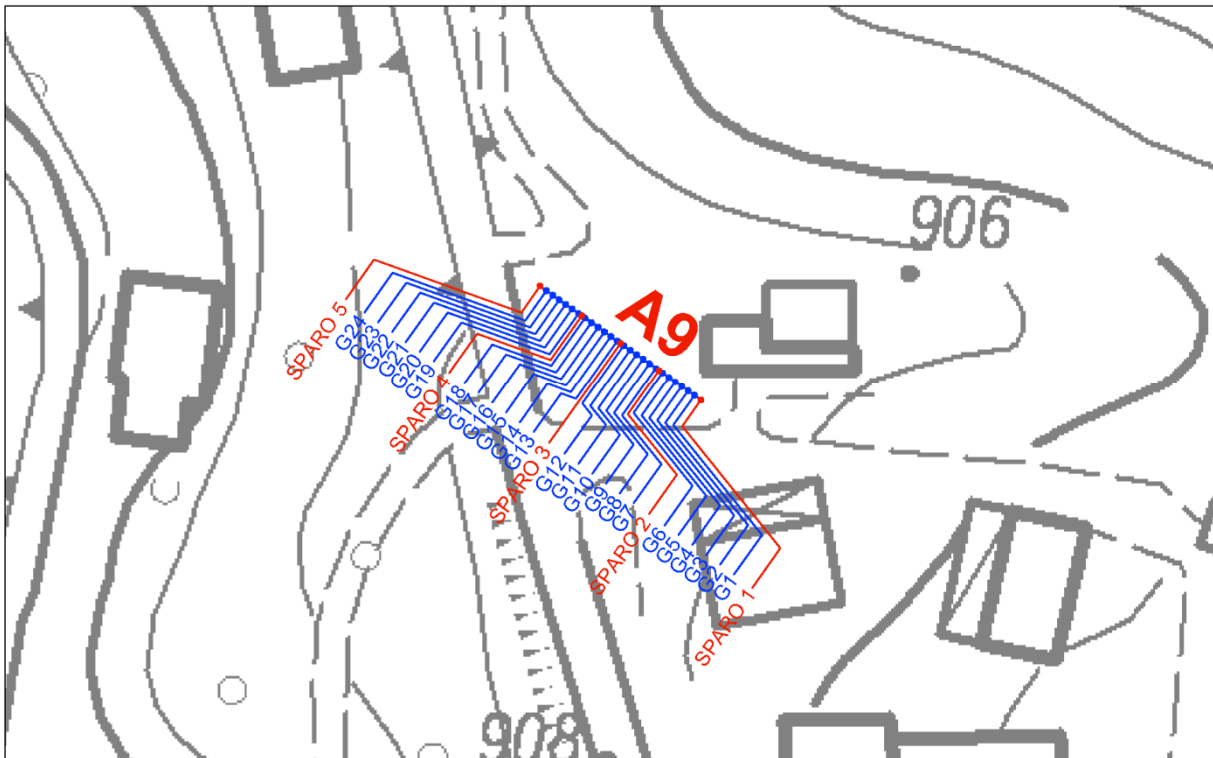 906
A9
SPARO 5
G24
G23
G22
G21
G20
G19
SPARO 4
G18
G17
G16
G15
G14
G13
SPARO 3
G12
G11
G10
G9
G8
G7
SPARO 2
G6
G5
G4
G3
G2
G1
SPARO 1
908